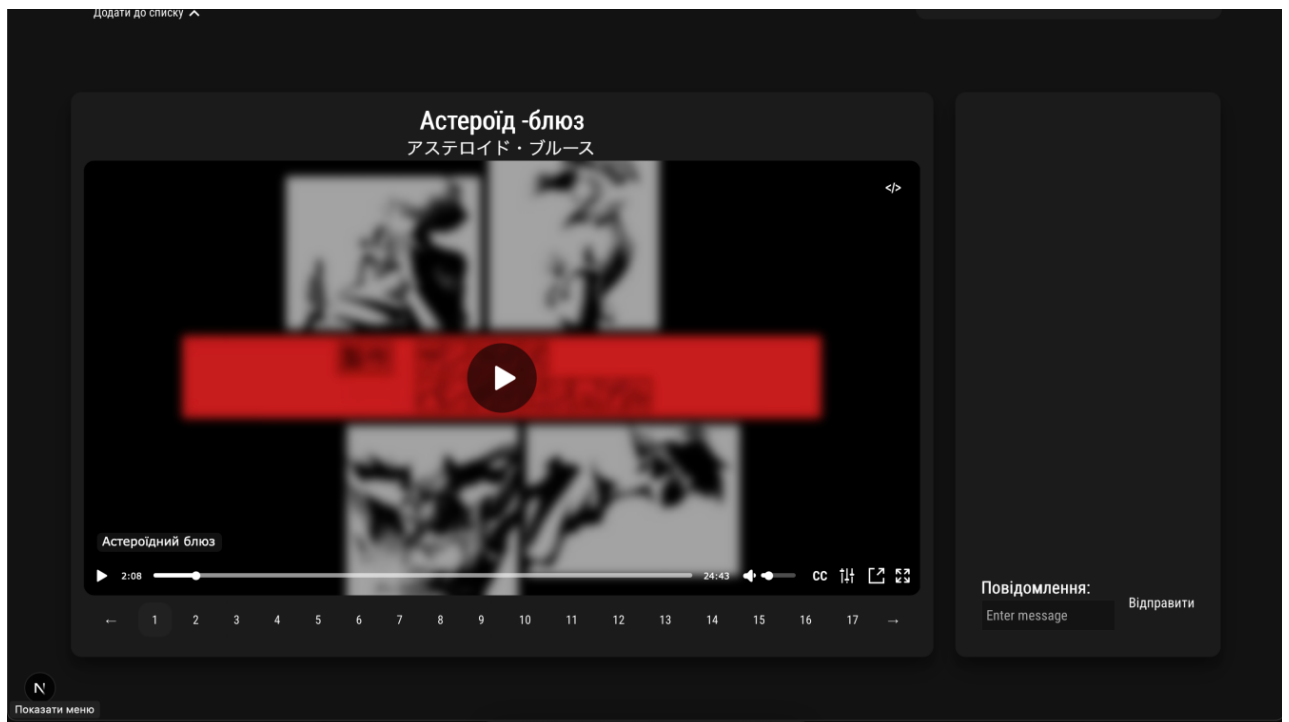 Додати до списку
Астероїд -блюз
アステロイド・ブルース
</>
Астероїдний блюз
2:08 24:43 CC
← 1 2 3 4 5 6 7 8 9 10 11 12 13 14 15 16 17 →
Повідомлення:
Enter message Відправити
N
Показати меню